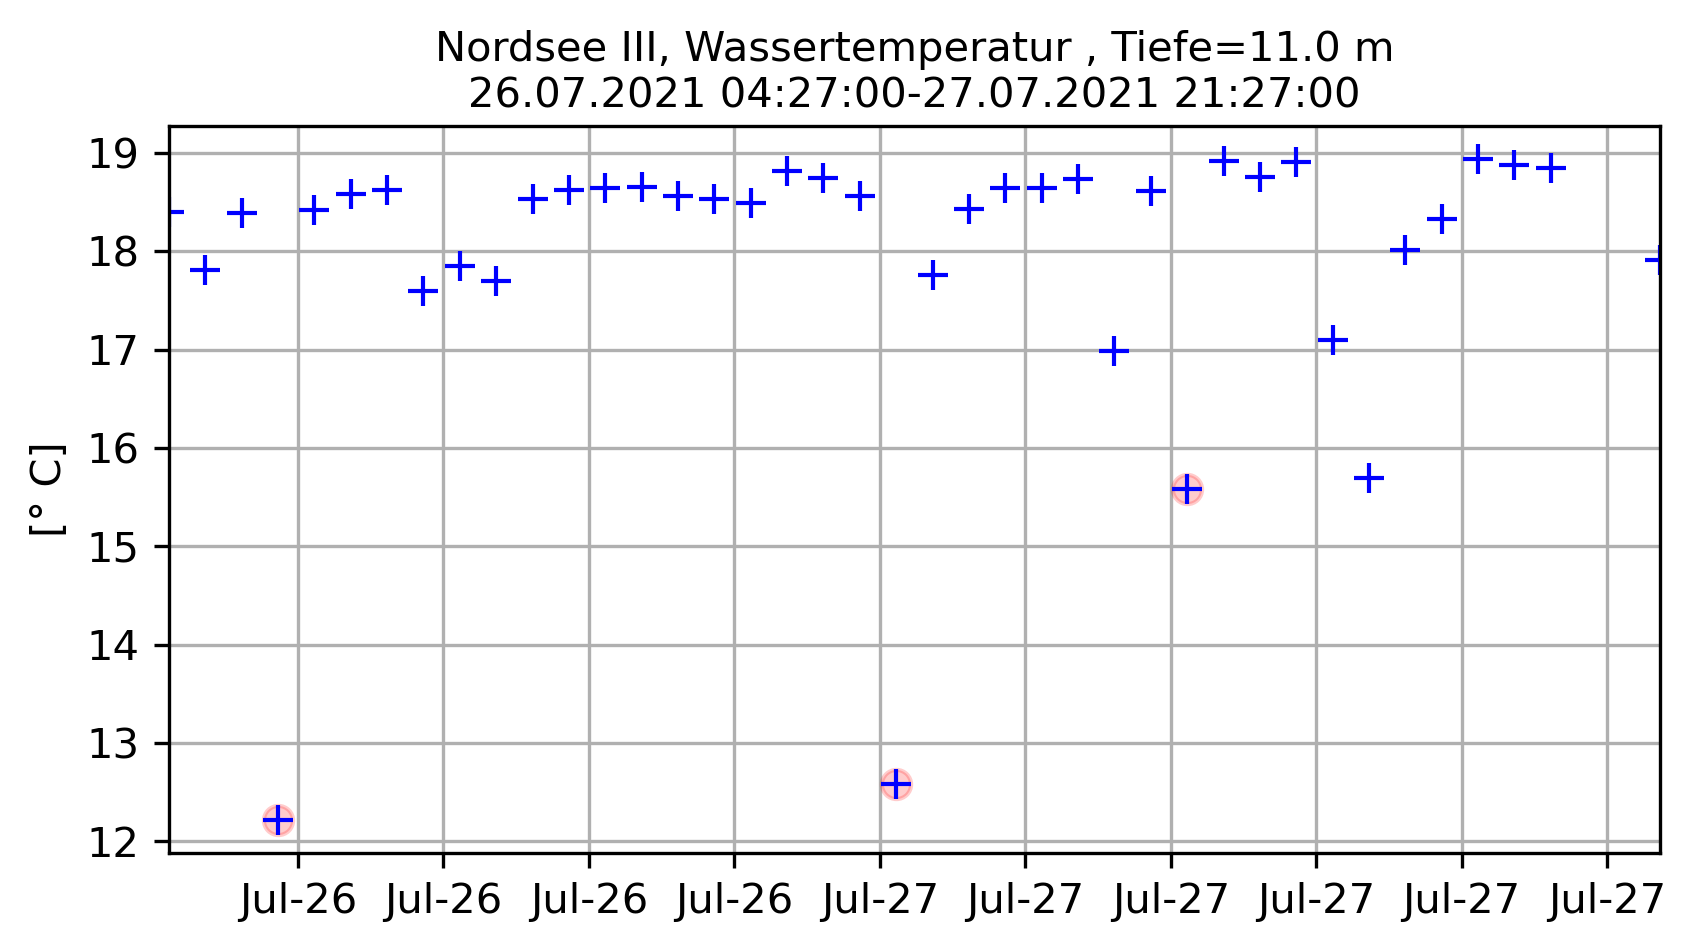 Nordsee III, Wassertemperatur , Tiefe=11.0 m
26.07.2021 04:27:00-27.07.2021 21:27:00
19
18
17
16
15
14
13
12
[° C]
Jul-26 Jul-26 Jul-26 Jul-26 Jul-27 Jul-27 Jul-27 Jul-27 Jul-27 Jul-27